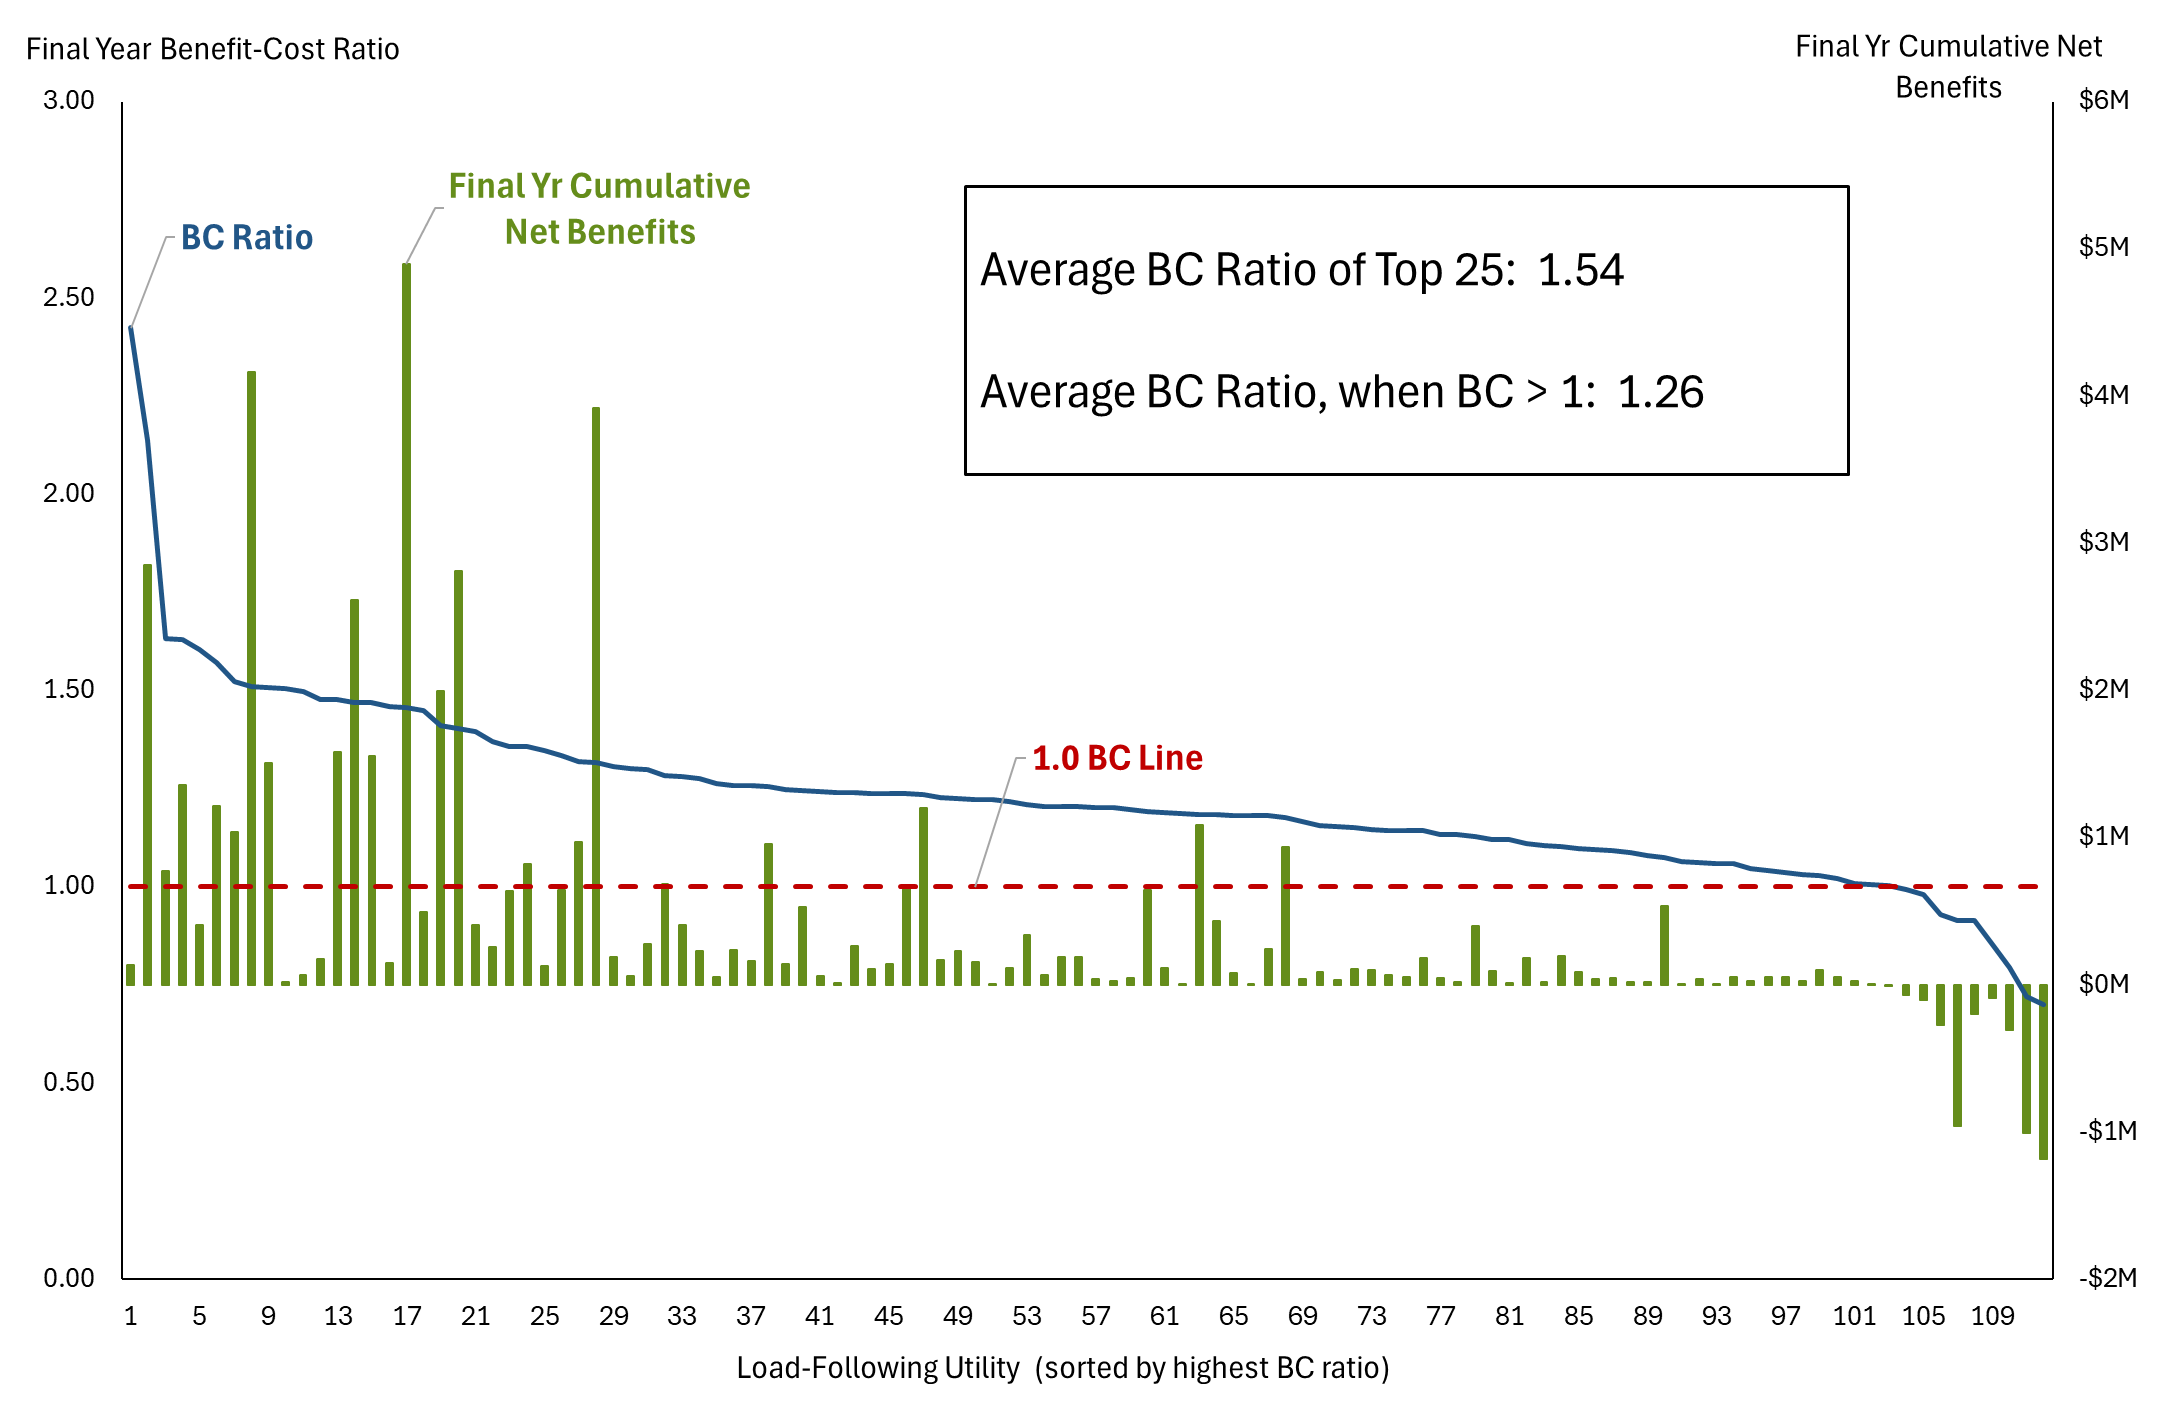 Final Year Benefit-Cost Ratio
Final Yr Cumulative Net
Benefits
3.00
2.50
2.00
1.50
1.00
0.50
0.00
$6M
$5M
$4M
$3M
$2M
$1M
$0M
-$1M
-$2M
BC Ratio
Final Yr Cumulative
Net Benefits
Average BC Ratio of Top 25: 1.54
Average BC Ratio, when BC > 1: 1.26
1.0 BC Line
1 5 9 13 17 21 25 29 33 37 41 45 49 53 57 61 65 69 73 77 81 85 89 93 97 101 105 109
Load-Following Utility (sorted by highest BC ratio)